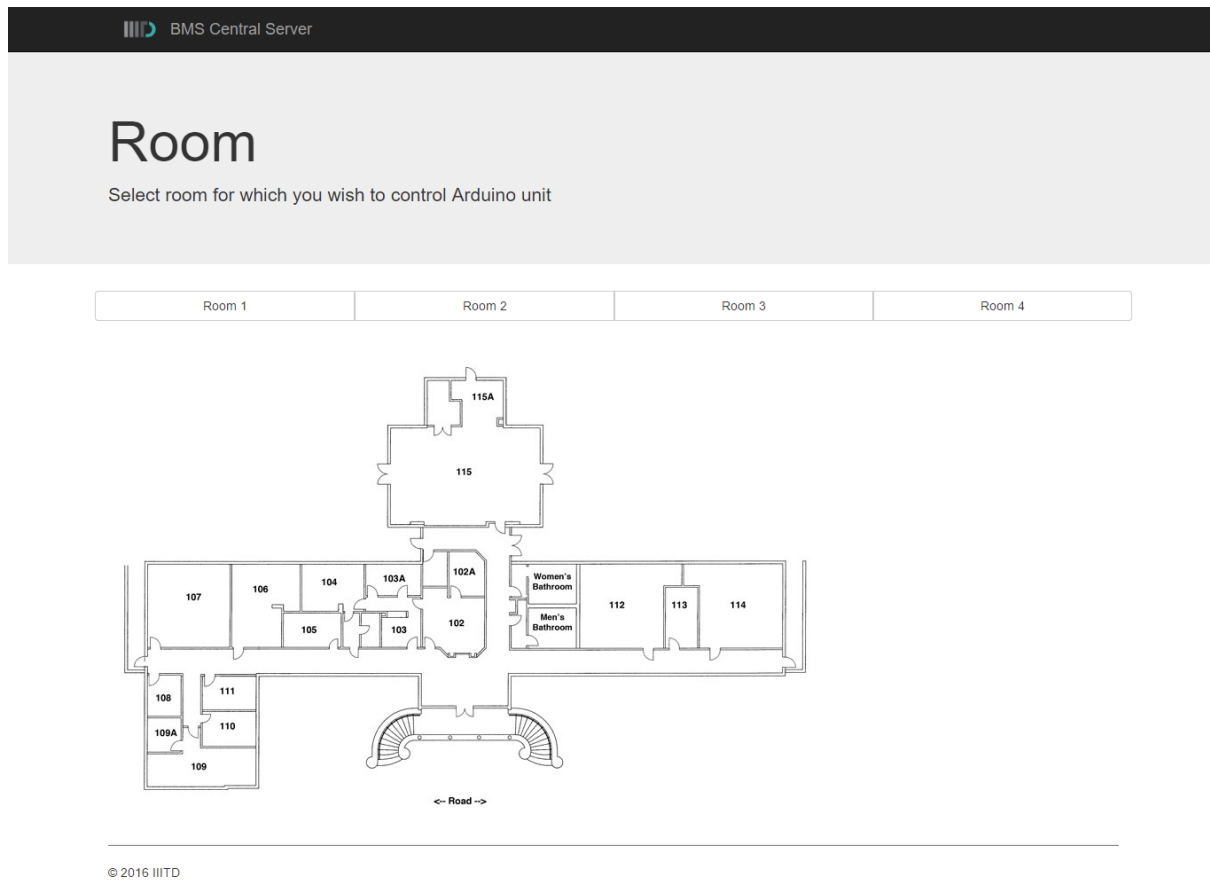 IIITD BMS Central Server
Room
Select room for which you wish to control Arduino unit
Room 1 Room 2 Room 3 Room 4
115A
115
102A
103A
104
106
107
Women's
Bathroom
112
113
114
Men's
Bathroom
102
103
105
108
111
110
109A
109
<-- Road -->
© 2016 IIITD